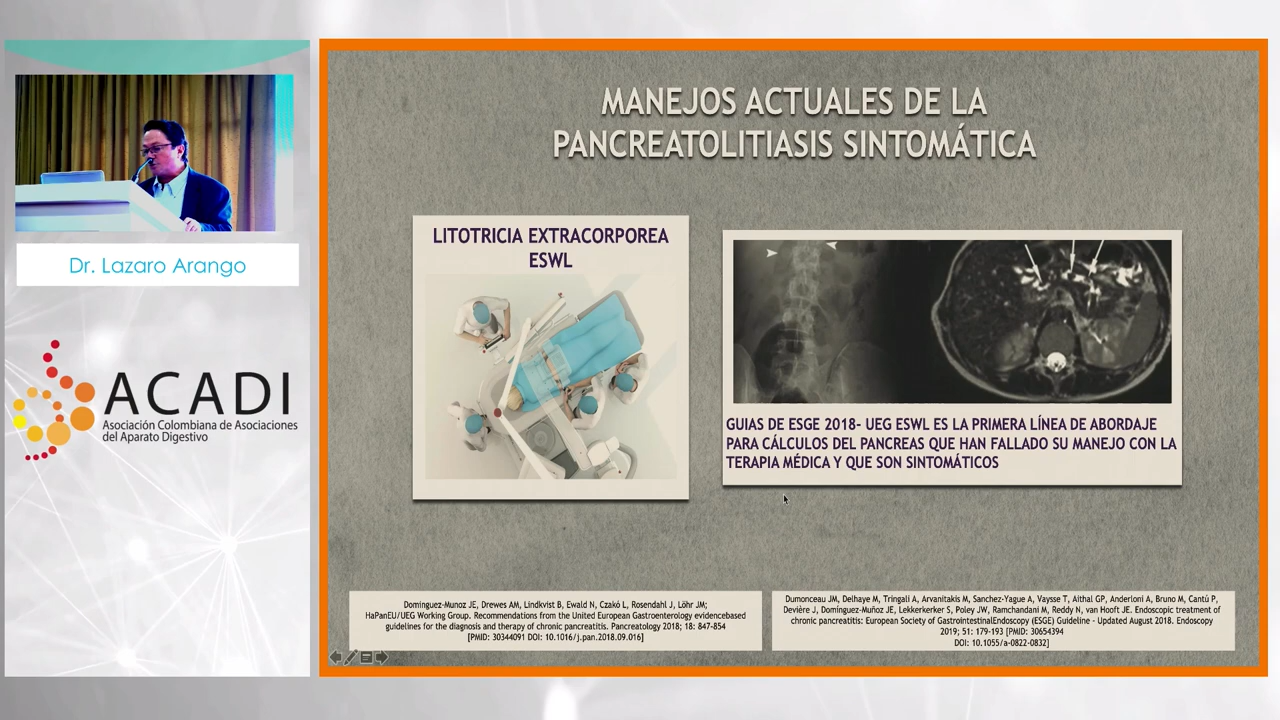 MANEJOS ACTUALES DE LA
PANCREATOLITIASIS SINTOMÁTICA
LITOTRICIA EXTRACORPOREA
ESWL
GUIAS DE ESGE 2018- UEG ESWL ES LA PRIMERA LÍNEA DE ABORDAJE
PARA CÁLCULOS DEL PANCREAS QUE HAN FALLADO SU MANEJO CON LA
TERAPIA MÉDICA Y QUE SON SINTOMÁTICOS
Dominguez-Munoz JE, Drewes AM, Lindkvist B, Ewald N, Czakó L, Rosendahl J, Löhr JM;
HaPanEU/UEG Working Group. Recommendations from the United European Gastroenterology evidencebased
guidelines for the diagnosis and therapy of chronic pancreatitis. Pancreatology 2018; 18: 847-854
[PMID: 30344091 DOI: 10.1016/j.pan.2018.09.016]
Dumonceau JM, Delhaye M, Tringali A, Arvanitakis M, Sanchez-Yague A, Vaysse T, Aithal GP, Anderloni A, Bruno M, Cantú P,
Devière J, Domínguez-Muñoz JE, Lekkerkerker S, Poley JW, Ramchandani M, Reddy N, van Hooft JE. Endoscopic treatment of
chronic pancreatitis: European Society of GastrointestinalEndoscopy (ESGE) Guideline - Updated August 2018. Endoscopy
2019; 51: 179-193 [PMID: 30654394
DOI: 10.1055/a-0822-0832]
Dr. Lazaro Arango
ACADI
Asociación Colombiana de Asociaciones
del Aparato Digestivo